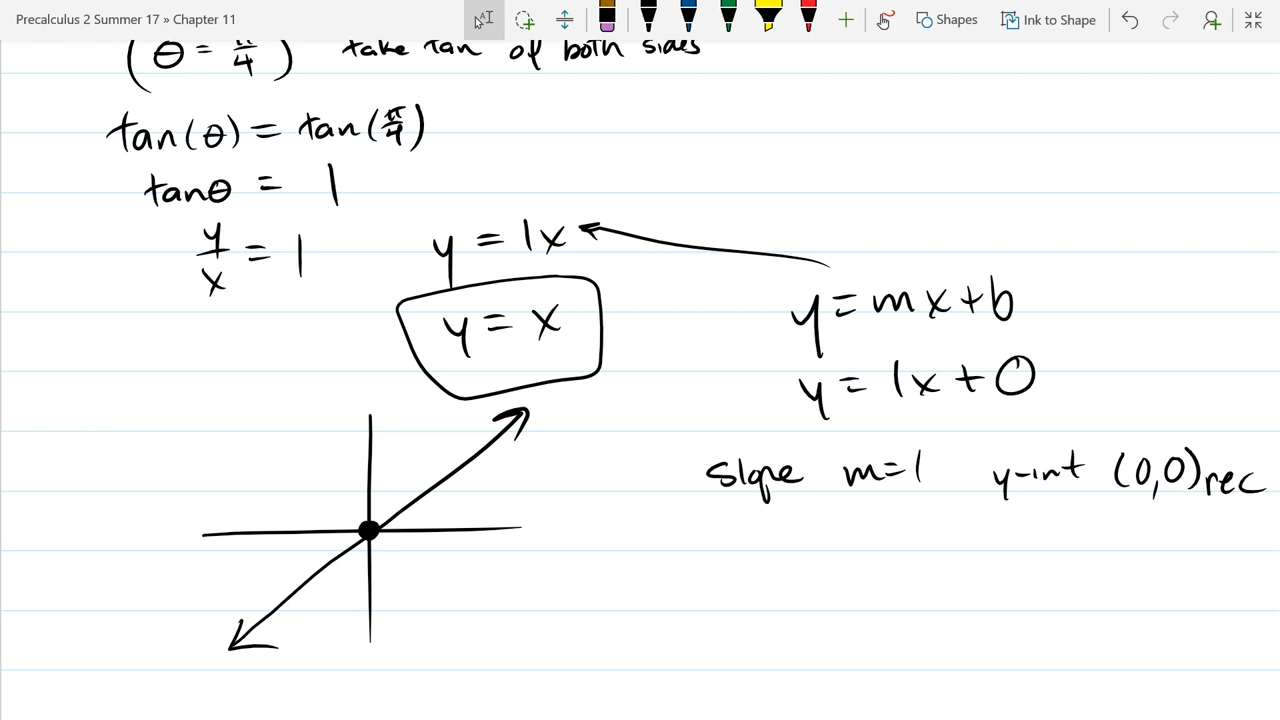 Precalculus 2 Summer 17 » Chapter 11
Shapes
Ink to Shape
(θ = π/4) take tan of both sides
tan(θ) = tan(π/4)
tanθ = 1
y/x = 1
y = 1x
y = x
y = mx+b
y = 1x + 0
slope m=1 y-int (0,0)rec